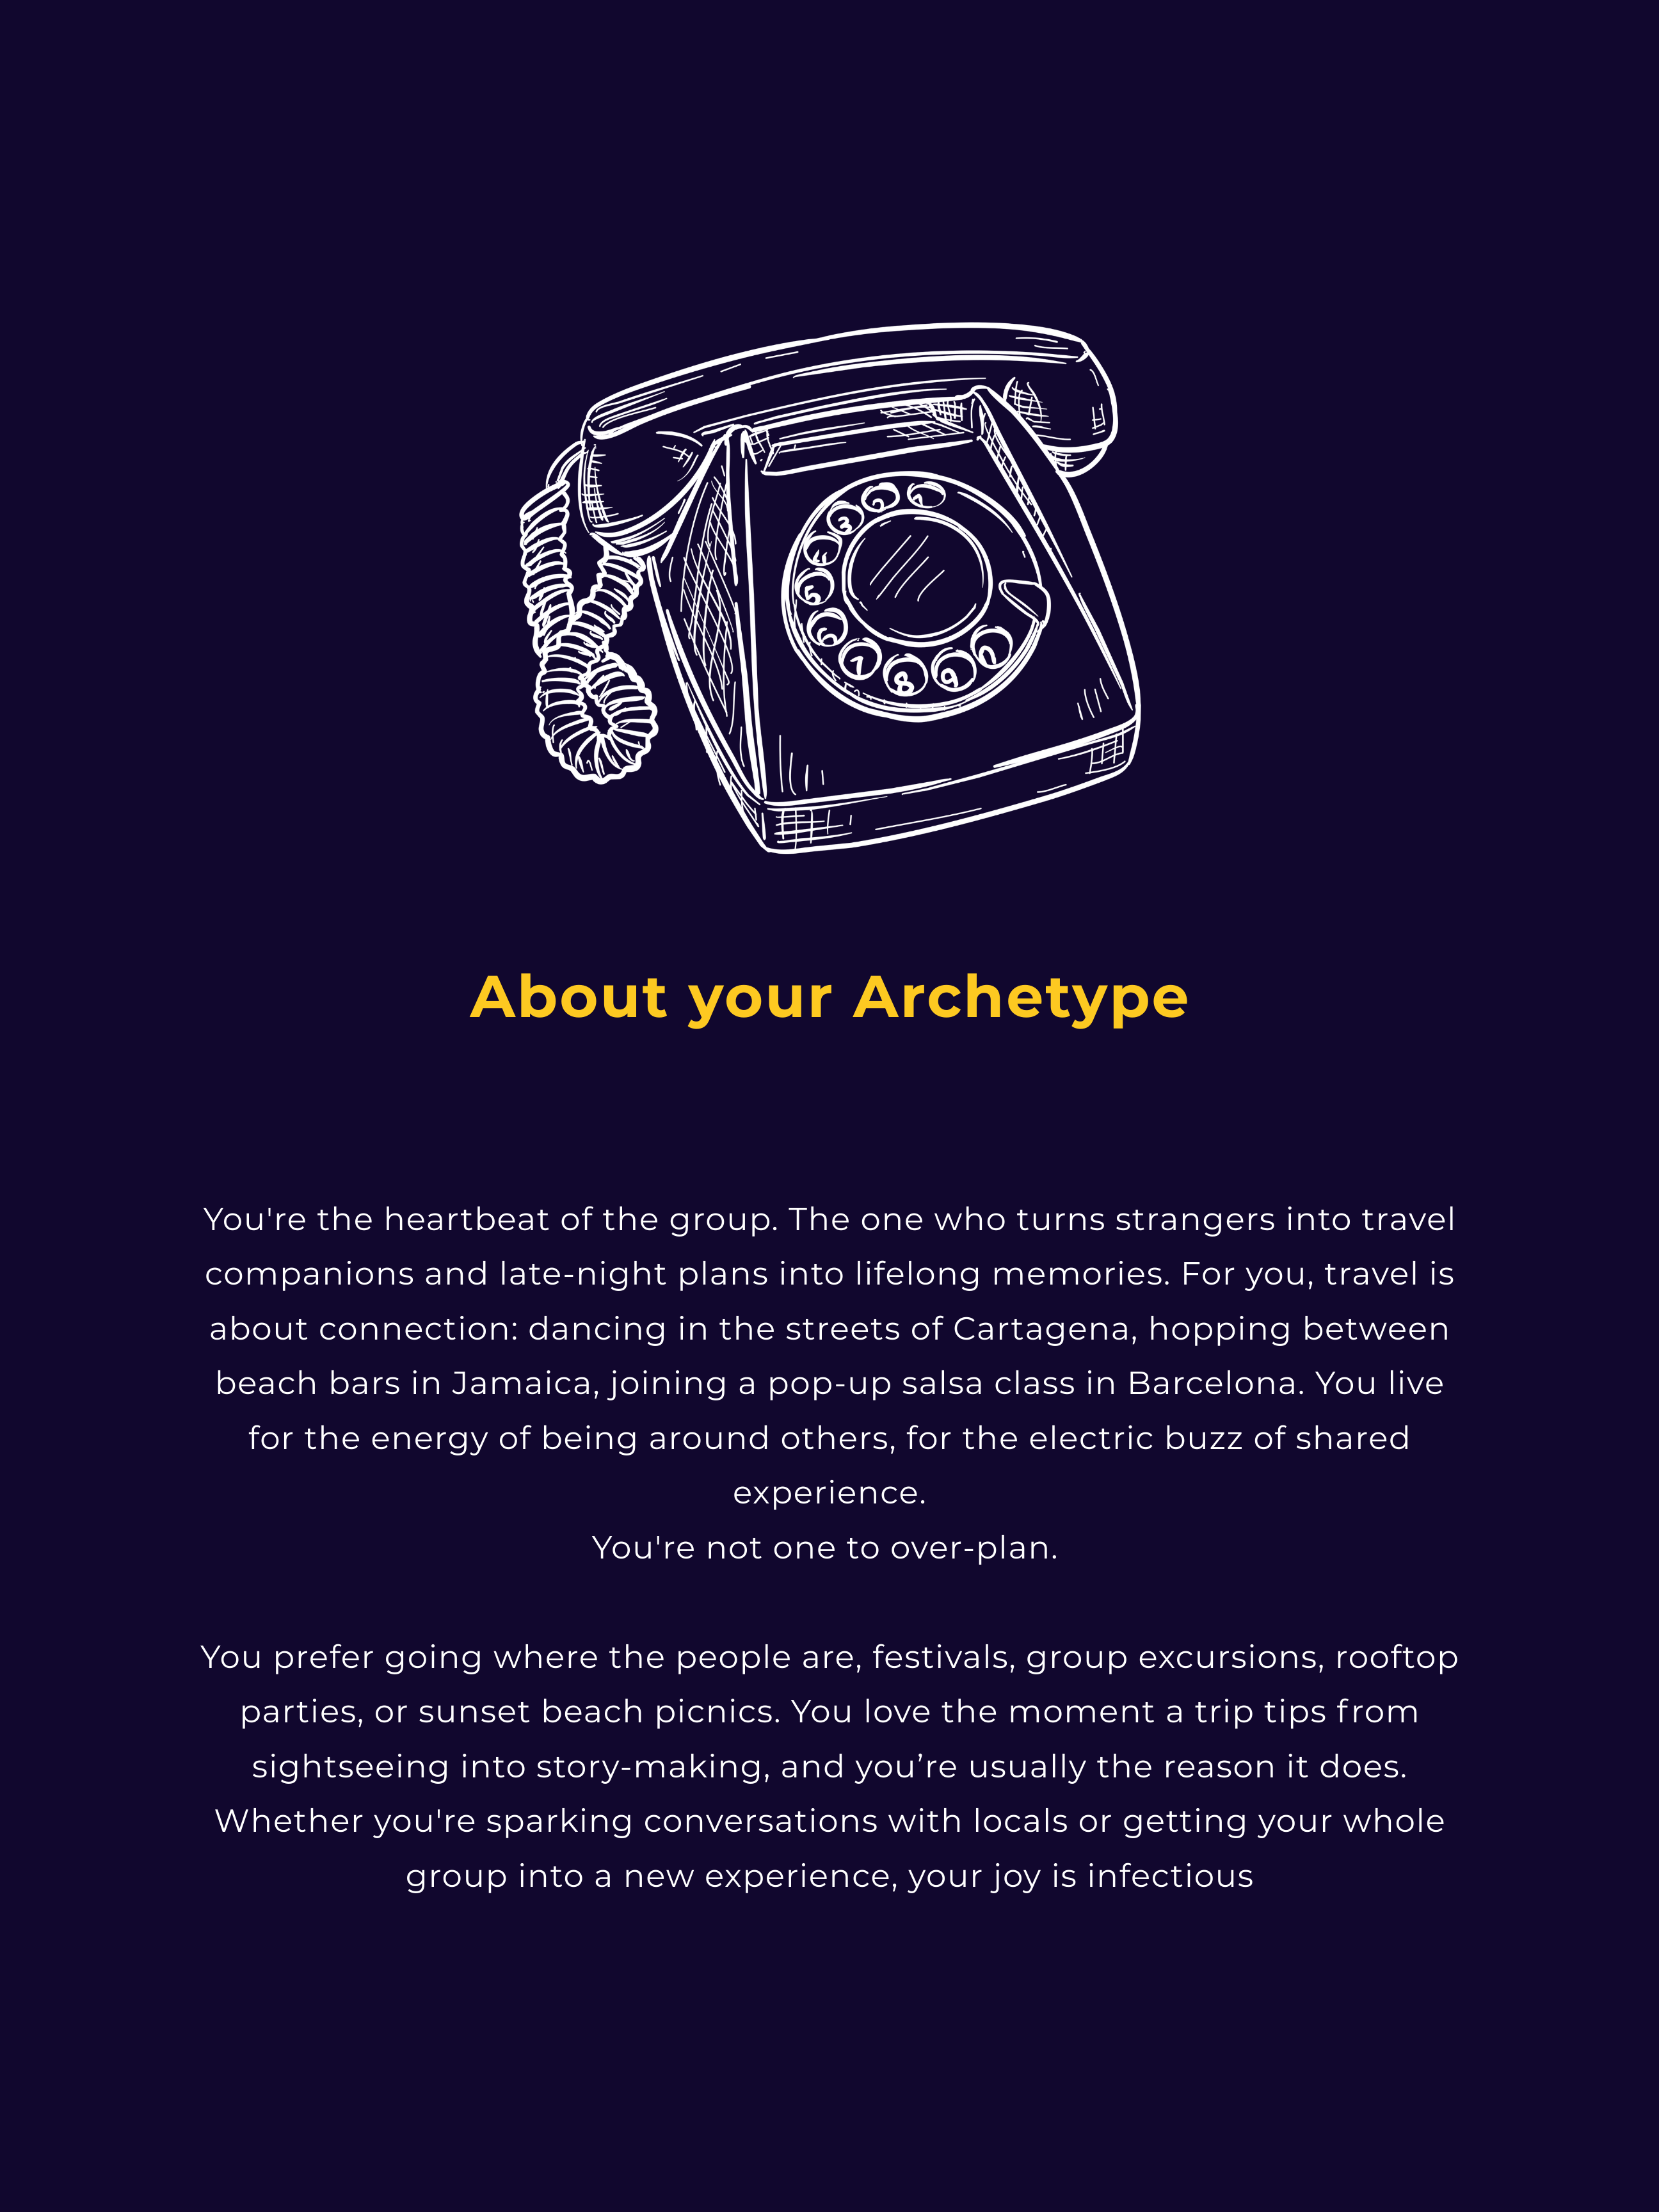 3 2 1
4
5
6
7 8 9 0
About your Archetype
You're the heartbeat of the group. The one who turns strangers into travel
companions and late-night plans into lifelong memories. For you, travel is
about connection: dancing in the streets of Cartagena, hopping between
beach bars in Jamaica, joining a pop-up salsa class in Barcelona. You live
for the energy of being around others, for the electric buzz of shared
experience.
You're not one to over-plan.
You prefer going where the people are, festivals, group excursions, rooftop
parties, or sunset beach picnics. You love the moment a trip tips from
sightseeing into story-making, and you’re usually the reason it does.
Whether you're sparking conversations with locals or getting your whole
group into a new experience, your joy is infectious